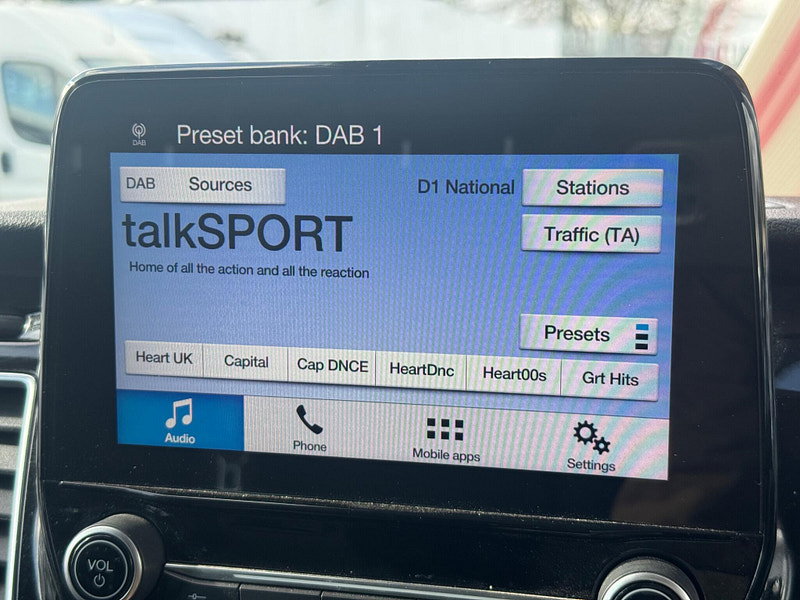 DAB
Preset bank: DAB 1
DAB Sources
D1 National
Stations
talkSPORT
Traffic (TA)
Home of all the action and all the reaction
Presets
Heart UK
Capital
Cap DNCE
HeartDnc
Heart00s
Grt Hits
Audio
Phone
Mobile apps
Settings
VOL